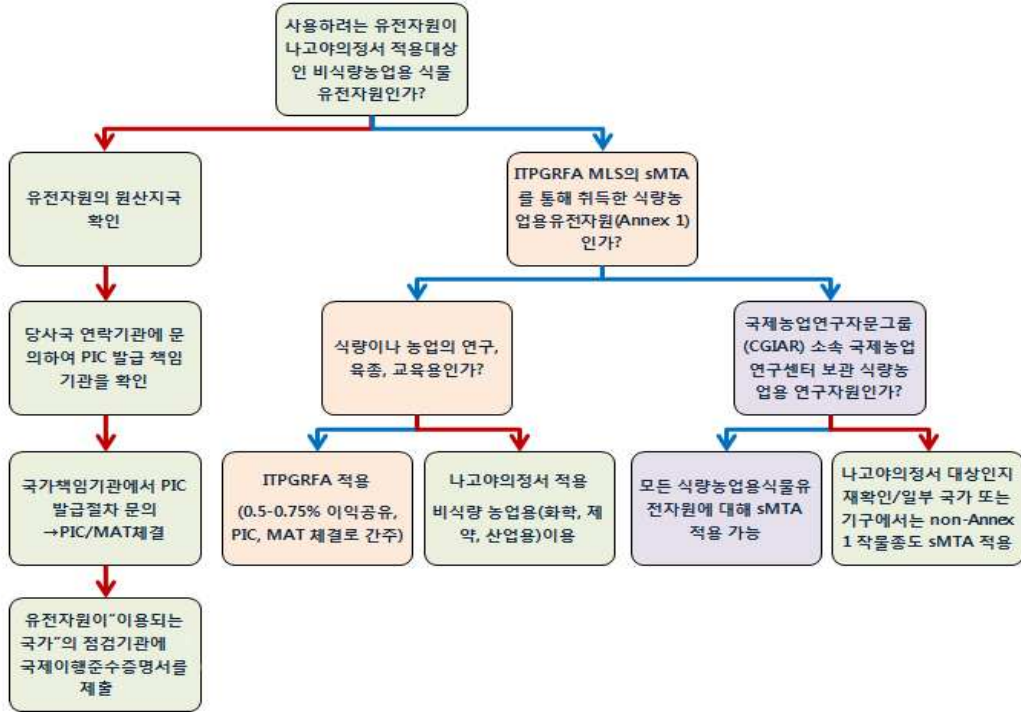 사용하려는 유전자원이
나고야의정서 적용대상
인 비식량농업용 식물
유전자원인가?
유전자원의 원산지국
확인
ITPGRFA MLS의 sMTA
를 통해 취득한 식량농
업용유전자원(Annex 1)
인가?
당사국 연락기관에 문
의하여 PIC 발급 책임
기관을 확인
식량이나 농업의 연구,
육종, 교육용인가?
국제농업연구자문그룹
(CGIAR) 소속 국제농업
연구센터 보관 식량농
업용 연구자원인가?
국가책임기관에서 PIC
발급절차 문의
→PIC/MAT체결
ITPGRFA 적용
(0.5-0.75% 이익공유,
PIC, MAT 체결로 간주)
나고야의정서 적용
비식량 농업용(화학, 제
약, 산업용)이용
모든 식량농업용식물유
전자원에 대해 sMTA
적용 가능
나고야의정서 대상인지
재확인/일부 국가 또는
기구에서는 non-Annex
1 작물종도 sMTA 적용
유전자원이"이용되는
국가"의 점검기관에
국제이행준수증명서를
제출